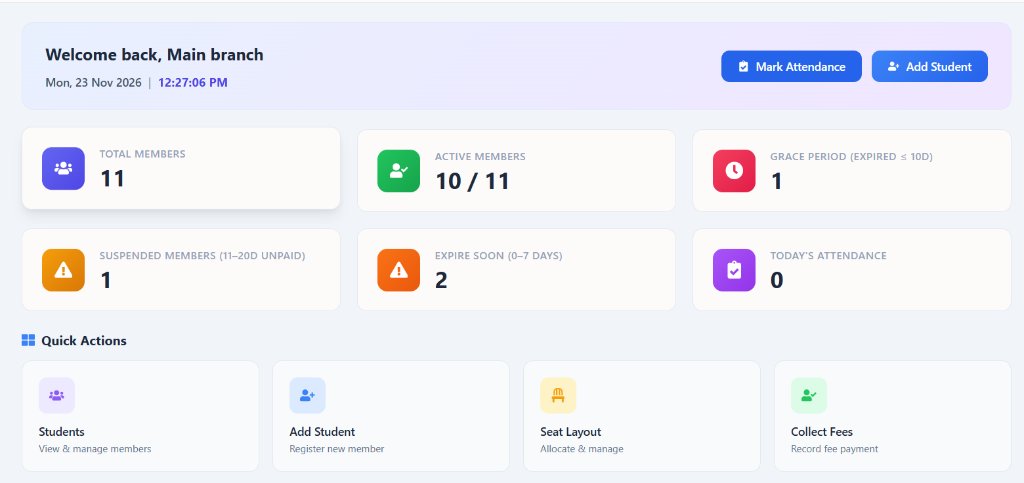 Welcome back, Main branch
Mon, 23 Nov 2026 | 12:27:06 PM
Mark Attendance
Add Student
TOTAL MEMBERS
11
ACTIVE MEMBERS
10 / 11
GRACE PERIOD (EXPIRED ≤ 10D)
1
SUSPENDED MEMBERS (11–20D UNPAID)
1
EXPIRE SOON (0–7 DAYS)
2
TODAY'S ATTENDANCE
0
Quick Actions
Students
View & manage members
Add Student
Register new member
Seat Layout
Allocate & manage
Collect Fees
Record fee payment